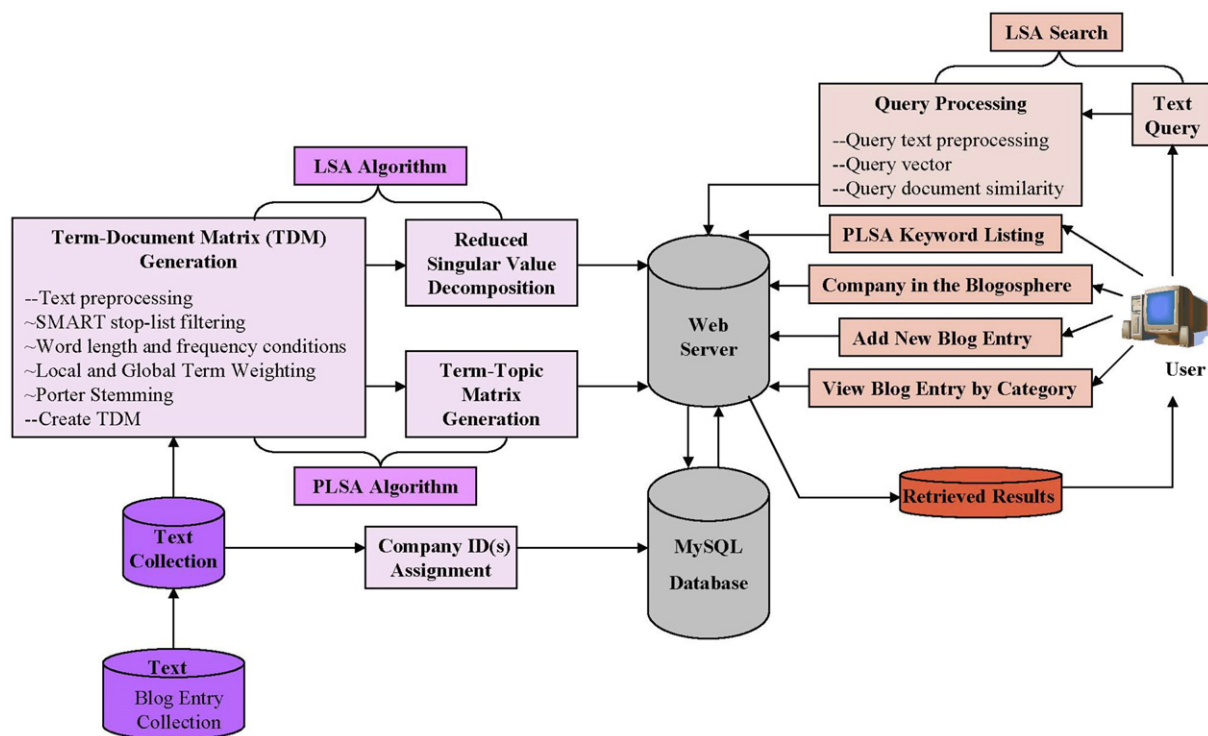 LSA Search
Query Processing
--Query text preprocessing
--Query vector
--Query document similarity
Text
Query
LSA Algorithm
Term-Document Matrix (TDM)
Generation
--Text preprocessing
~SMART stop-list filtering
~Word length and frequency conditions
~Local and Global Term Weighting
~Porter Stemming
--Create TDM
Reduced
Singular Value
Decomposition
Term-Topic
Matrix
Generation
PLSA Algorithm
Web
Server
PLSA Keyword Listing
Company in the Blogosphere
Add New Blog Entry
View Blog Entry by Category
User
Retrieved Results
Text
Collection
Company ID(s)
Assignment
MySQL
Database
Text
Blog Entry
Collection